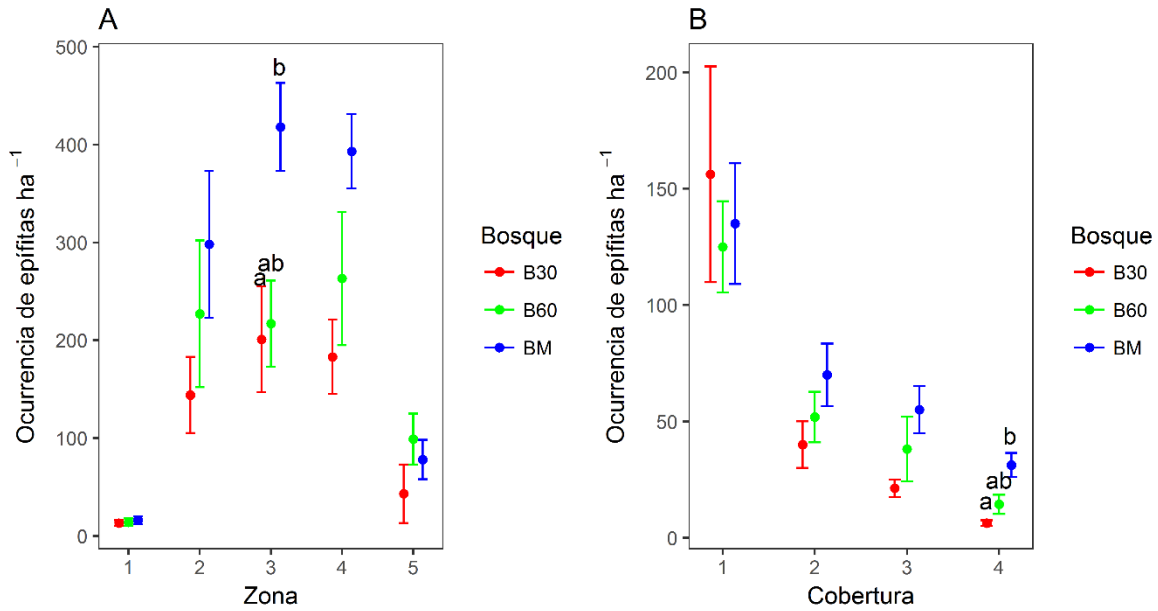 A
Ocurrencia de epífitas ha⁻¹
500
400
300
200
100
0
b
ab
a
1 2 3 4 5
Zona
Bosque
B30
B60
BM
B
Ocurrencia de epífitas ha⁻¹
200
150
100
50
0
b
ab
a
1 2 3 4
Cobertura
Bosque
B30
B60
BM